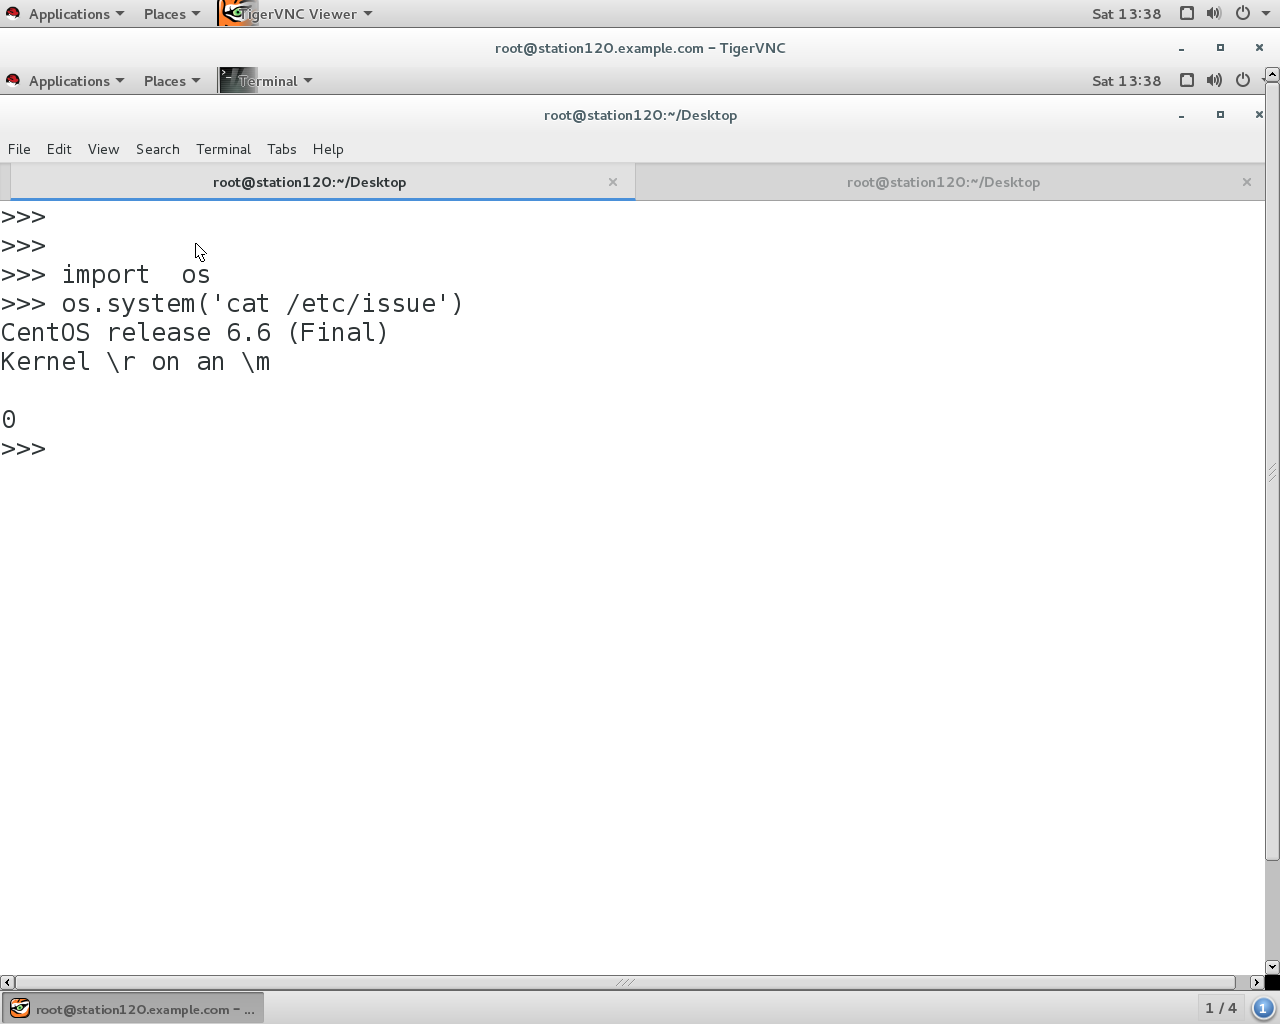 Applications Places TigerVNC Viewer Sat 13:38
root@station120.example.com - TigerVNC
Applications Places Terminal Sat 13:38
root@station120:~/Desktop
File Edit View Search Terminal Tabs Help
root@station120:~/Desktop root@station120:~/Desktop
>>>
>>>
>>> import  os
>>> os.system('cat /etc/issue')
CentOS release 6.6 (Final)
Kernel \r on an \m
0
>>>
root@station120.example.com - ... 1 / 4 1